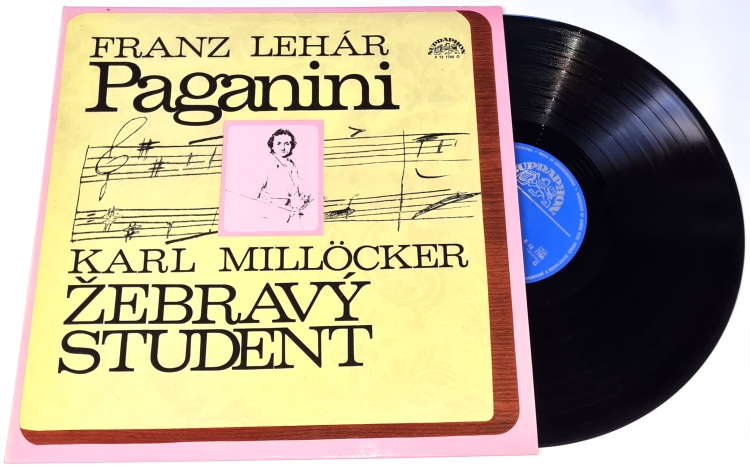 FRANZ LEHÁR
Paganini
SUPRAPHON
KARL MILLÖCKER
ŽEBRAVÝ
STUDENT
SUPRAPHON